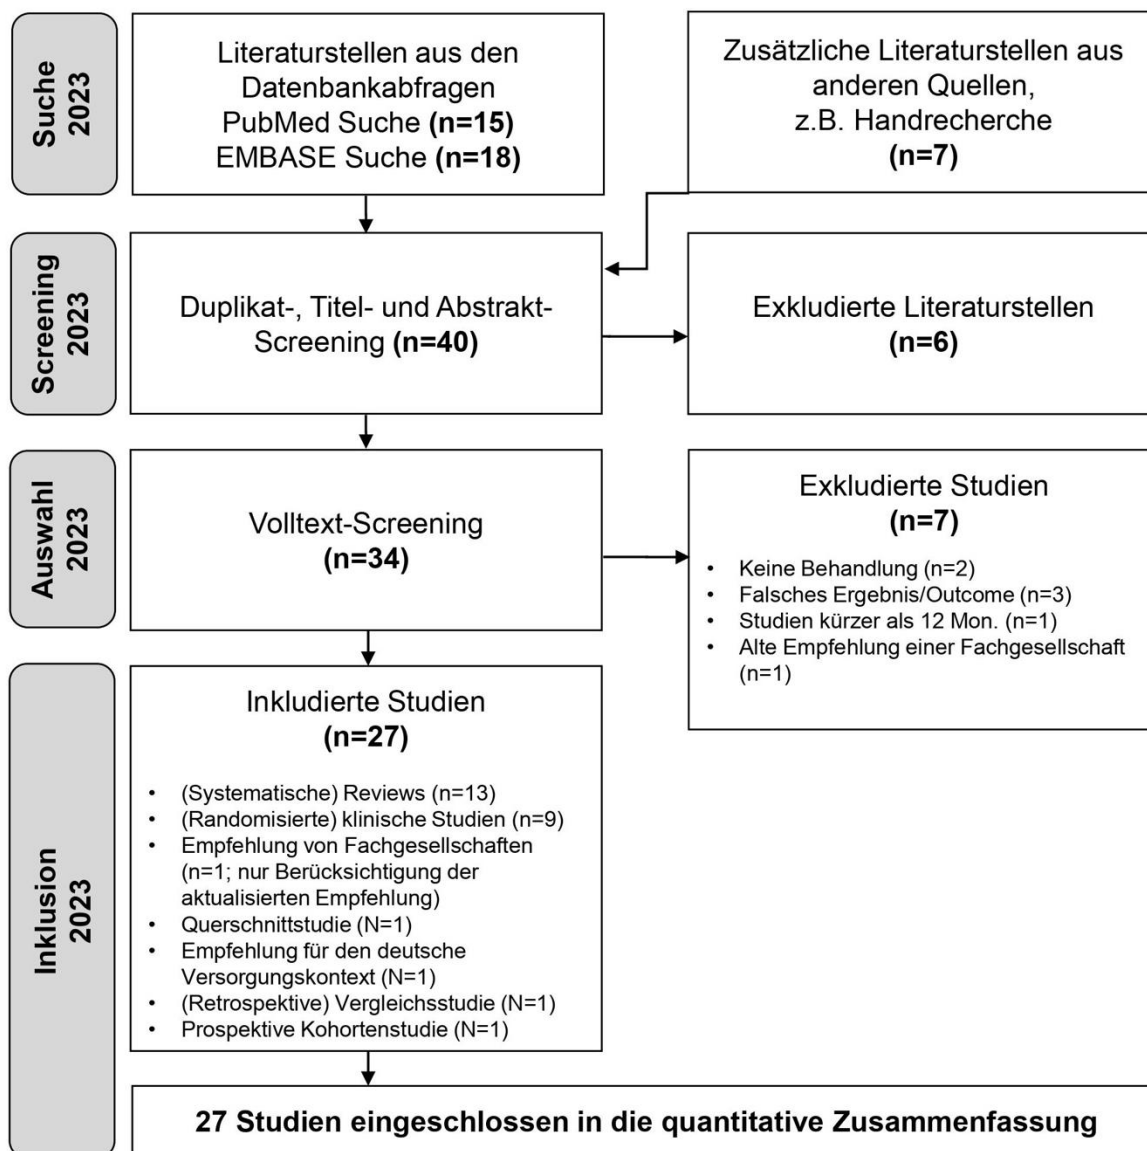 Suche
2023
Literaturstellen aus den
Datenbankabfragen
PubMed Suche (n=15)
EMBASE Suche (n=18)
Zusätzliche Literaturstellen aus
anderen Quellen,
z.B. Handrecherche
(n=7)
Screening
2023
Duplikat-, Titel- und Abstrakt-
Screening (n=40)
Exkludierte Literaturstellen
(n=6)
Auswahl
2023
Volltext-Screening
(n=34)
Exkludierte Studien
(n=7)
• Keine Behandlung (n=2)
• Falsches Ergebnis/Outcome (n=3)
• Studien kürzer als 12 Mon. (n=1)
• Alte Empfehlung einer Fachgesellschaft
(n=1)
Inklusion
2023
Inkludierte Studien
(n=27)
• (Systematische) Reviews (n=13)
• (Randomisierte) klinische Studien (n=9)
• Empfehlung von Fachgesellschaften
(n=1; nur Berücksichtigung der
aktualisierten Empfehlung)
• Querschnittstudie (N=1)
• Empfehlung für den deutsche
Versorgungskontext (N=1)
• (Retrospektive) Vergleichsstudie (N=1)
• Prospektive Kohortenstudie (N=1)
27 Studien eingeschlossen in die quantitative Zusammenfassung